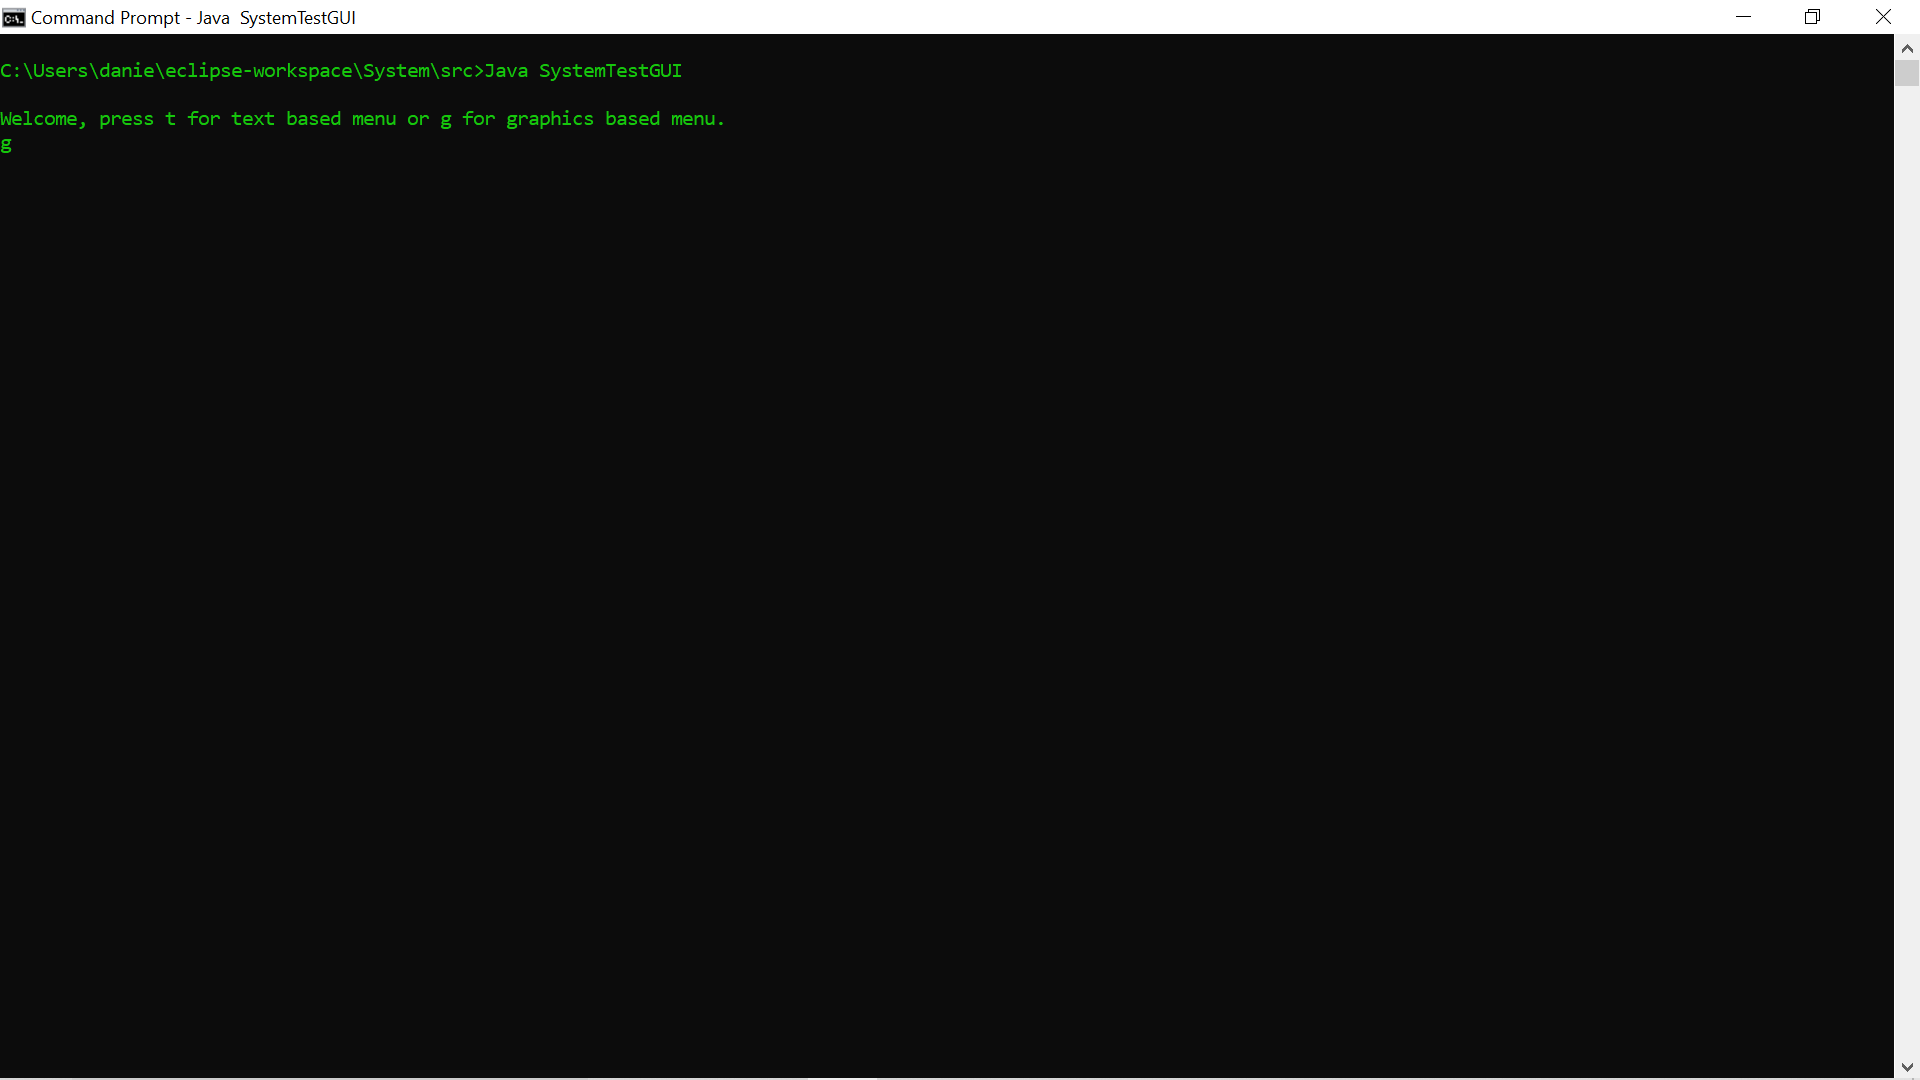 Command Prompt - Java  SystemTestGUI
C:\Users\danie\eclipse-workspace\System\src>Java SystemTestGUI
Welcome, press t for text based menu or g for graphics based menu.
g